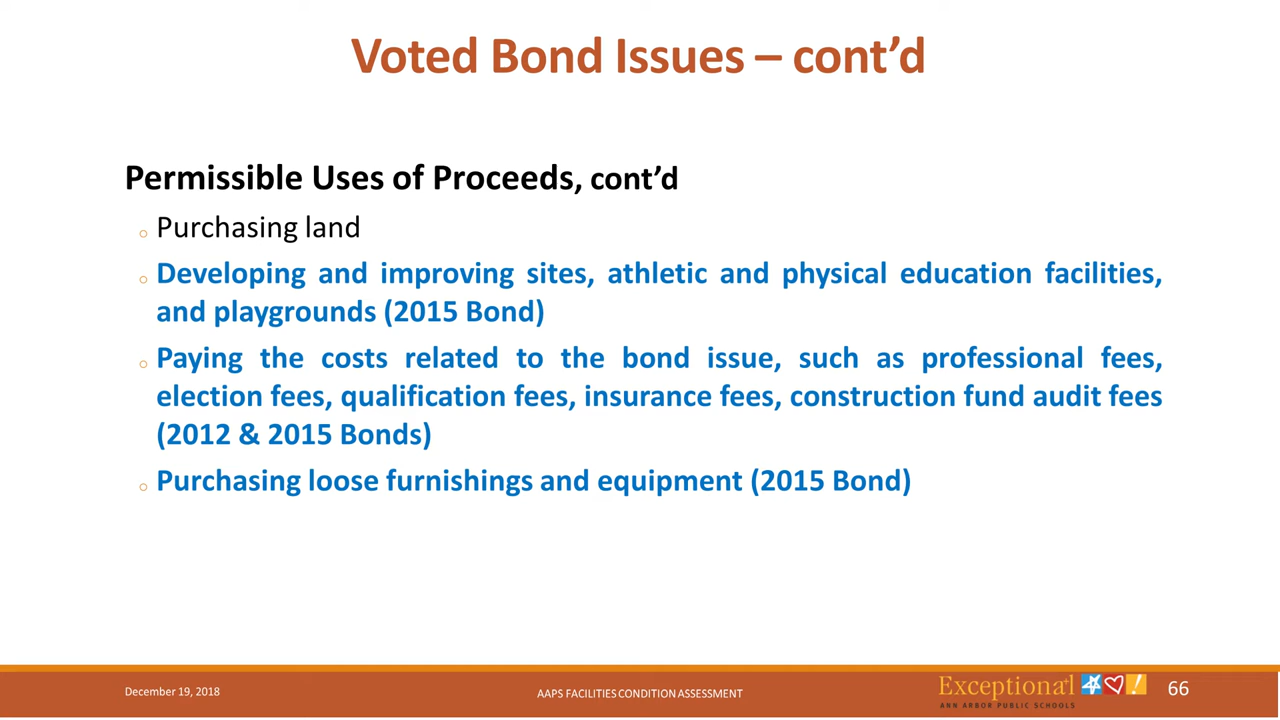 Voted Bond Issues – cont’d
Permissible Uses of Proceeds, cont’d
Purchasing land
Developing and improving sites, athletic and physical education facilities,
and playgrounds (2015 Bond)
Paying the costs related to the bond issue, such as professional fees,
election fees, qualification fees, insurance fees, construction fund audit fees
(2012 & 2015 Bonds)
Purchasing loose furnishings and equipment (2015 Bond)
December 19, 2018
AAPS FACILITIES CONDITION ASSESSMENT
Exceptional
ANN ARBOR PUBLIC SCHOOLS
66